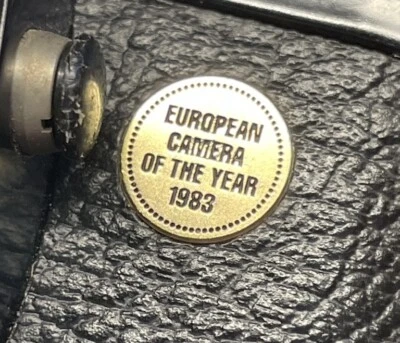 EUROPEAN
CAMERA
OF THE YEAR
1983